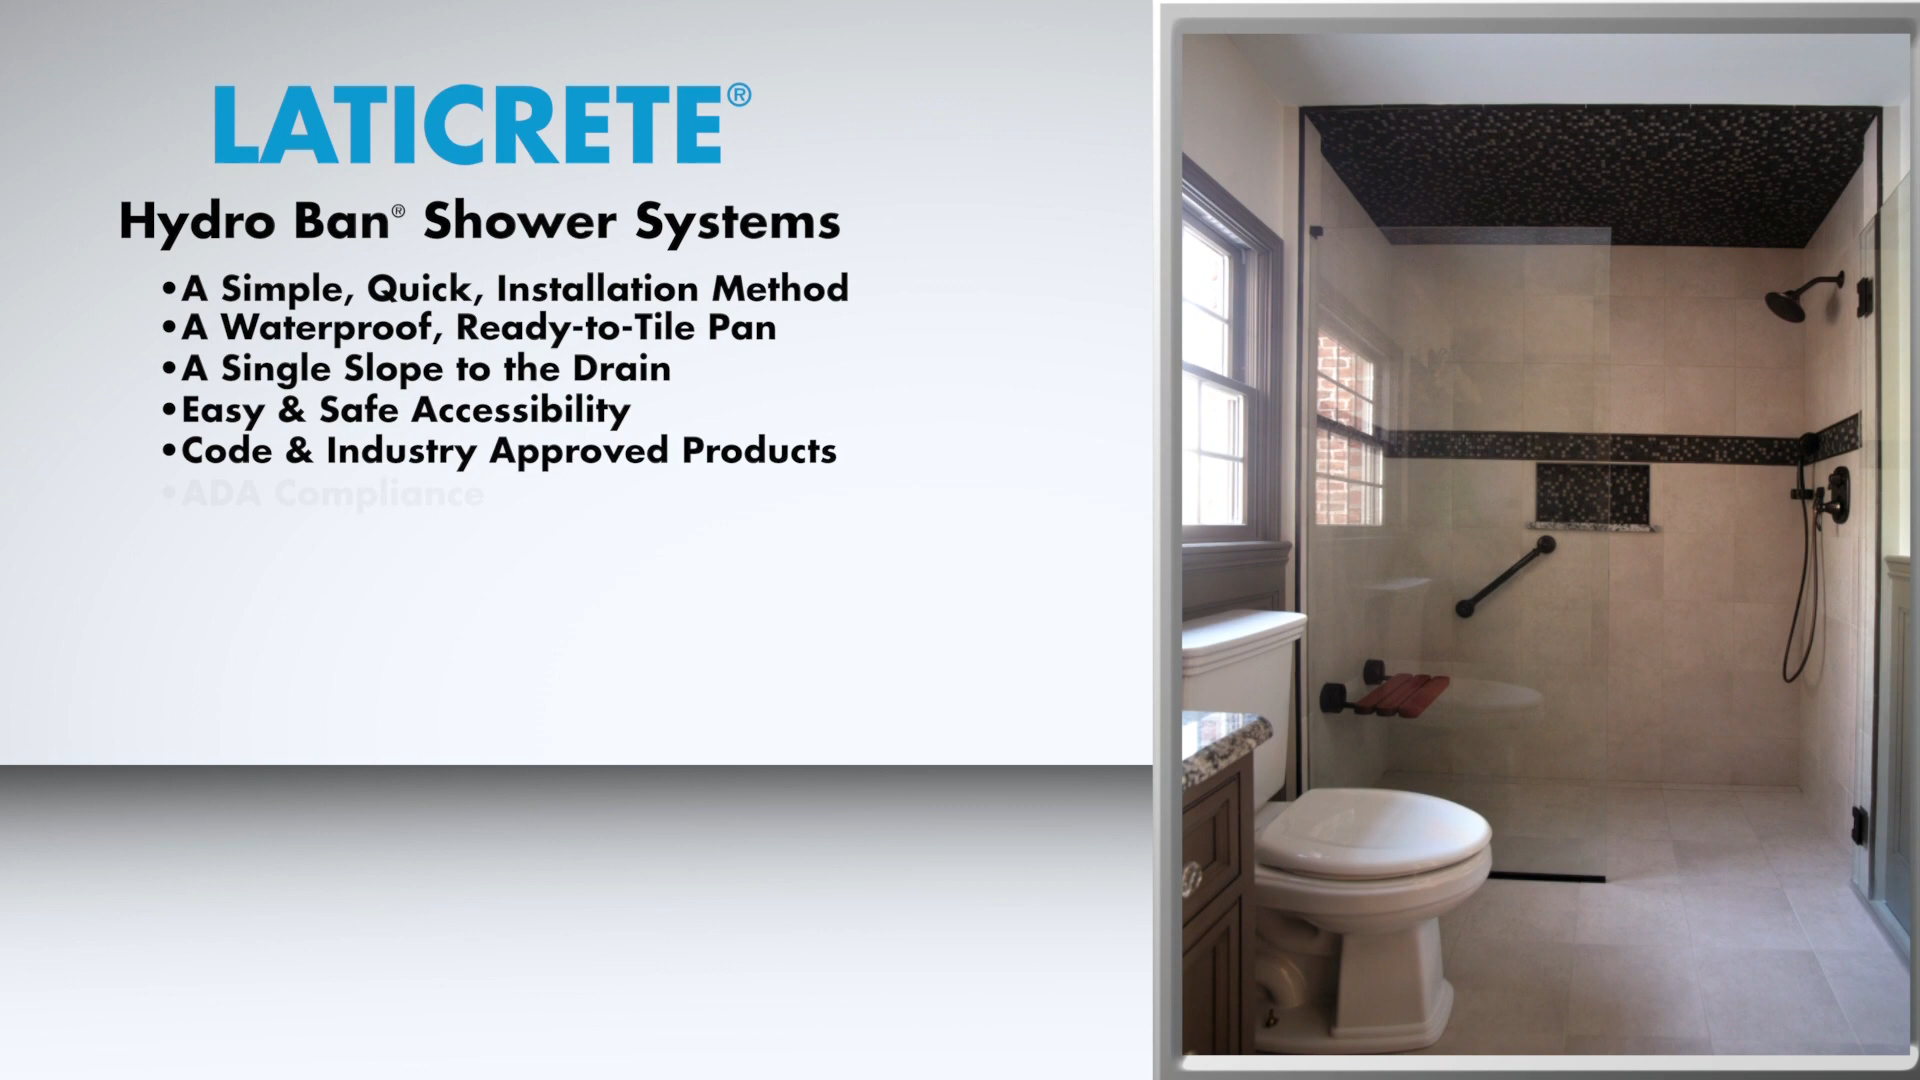 LATICRETE®
Hydro Ban® Shower Systems
•A Simple, Quick, Installation Method
•A Waterproof, Ready-to-Tile Pan
•A Single Slope to the Drain
•Easy & Safe Accessibility
•Code & Industry Approved Products
•ADA Compliance